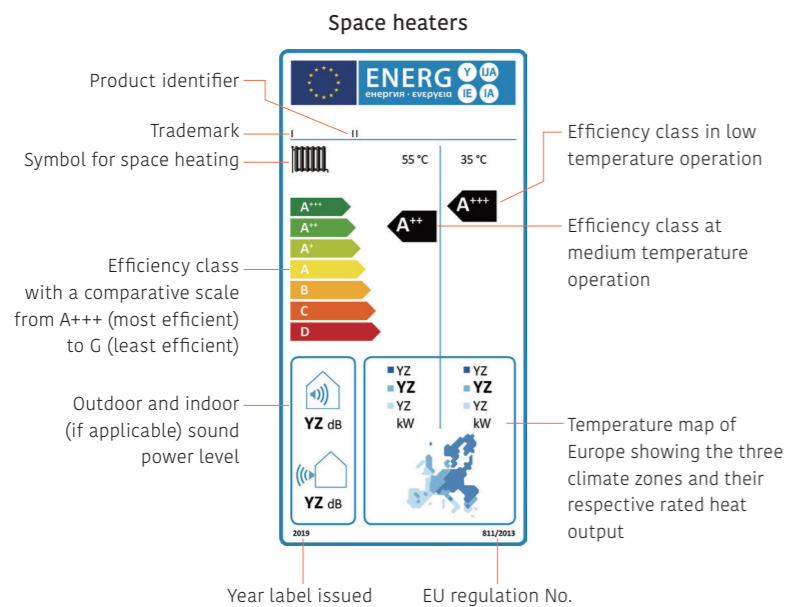 Space heaters
ENERG Y IJA
IE IA
енергия · ενεργεια
Product identifier
Trademark
I II
Symbol for space heating
55 °C 35 °C
Efficiency class in low
temperature operation
A+++
A++
A+
A
B
C
D
A++
A+++
Efficiency class at
medium temperature
operation
Efficiency class
with a comparative scale
from A+++ (most efficient)
to G (least efficient)
Outdoor and indoor
(if applicable) sound
power level
YZ dB
YZ dB
YZ
YZ
YZ
kW
YZ
YZ
YZ
kW
Temperature map of
Europe showing the three
climate zones and their
respective rated heat
output
2019 811/2013
Year label issued
EU regulation No.